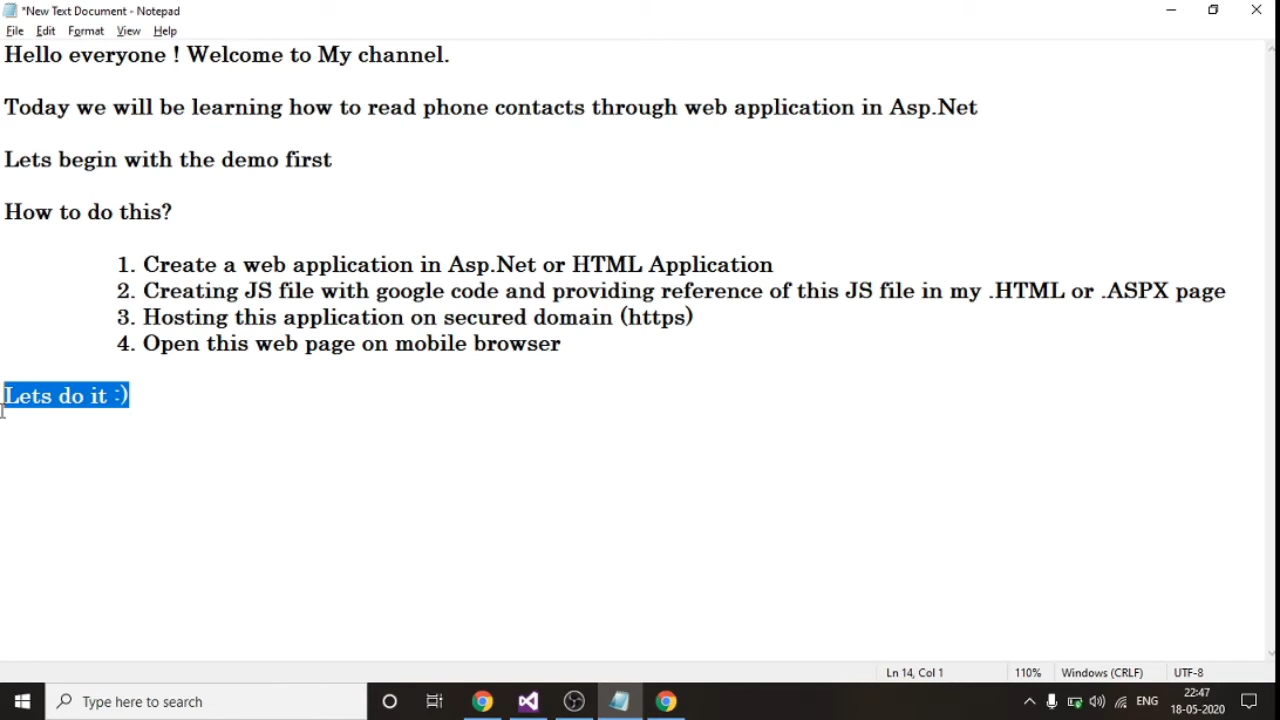 *New Text Document - Notepad
File Edit Format View Help
Hello everyone ! Welcome to My channel.
Today we will be learning how to read phone contacts through web application in Asp.Net
Lets begin with the demo first
How to do this?
1. Create a web application in Asp.Net or HTML Application
2. Creating JS file with google code and providing reference of this JS file in my .HTML or .ASPX page
3. Hosting this application on secured domain (https)
4. Open this web page on mobile browser
Lets do it :)
Ln 14, Col 1 110% Windows (CRLF) UTF-8
Type here to search ENG 22:47
18-05-2020